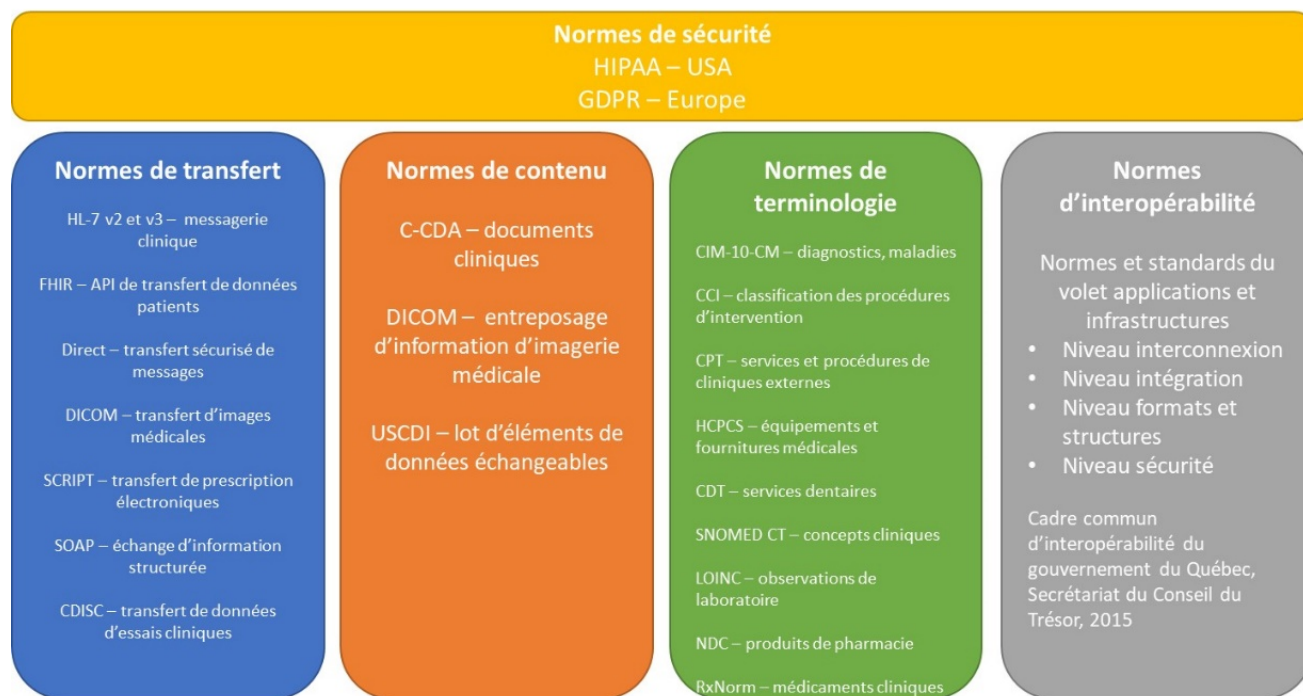 Normes de sécurité
HIPAA – USA
GDPR – Europe
Normes de transfert
HL-7 v2 et v3 – messagerie
clinique
FHIR – API de transfert de données
patients
Direct – transfert sécurisé de
messages
DICOM – transfert d'images
médicales
SCRIPT – transfert de prescription
électroniques
SOAP – échange d'information
structurée
CDISC – transfert de données
d'essais cliniques
Normes de contenu
C-CDA – documents
cliniques
DICOM – entreposage
d'information d'imagerie
médicale
USCDI – lot d'éléments de
données échangeables
Normes de
terminologie
CIM-10-CM – diagnostics, maladies
CCI – classification des procédures
d'intervention
CPT – services et procédures de
cliniques externes
HCPCS – équipements et
fournitures médicales
CDT – services dentaires
SNOMED CT – concepts cliniques
LOINC – observations de
laboratoire
NDC – produits de pharmacie
RxNorm – médicaments cliniques
Normes
d'interopérabilité
Normes et standards du
volet applications et
infrastructures
• Niveau interconnexion
• Niveau intégration
• Niveau formats et
structures
• Niveau sécurité
Cadre commun
d'interopérabilité du
gouvernement du Québec,
Secrétariat du Conseil du
Trésor, 2015